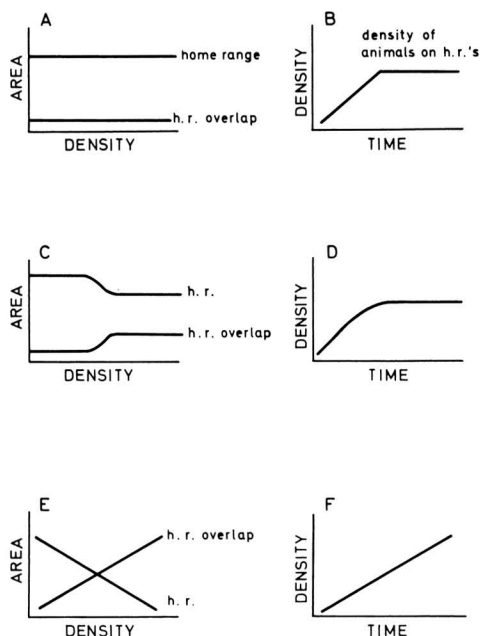 A
AREA
home range
h.r. overlap
DENSITY
B
DENSITY
density of
animals on h.r.'s
TIME
C
AREA
h. r.
h.r. overlap
DENSITY
D
DENSITY
TIME
E
AREA
h. r. overlap
h. r.
DENSITY
F
DENSITY
TIME